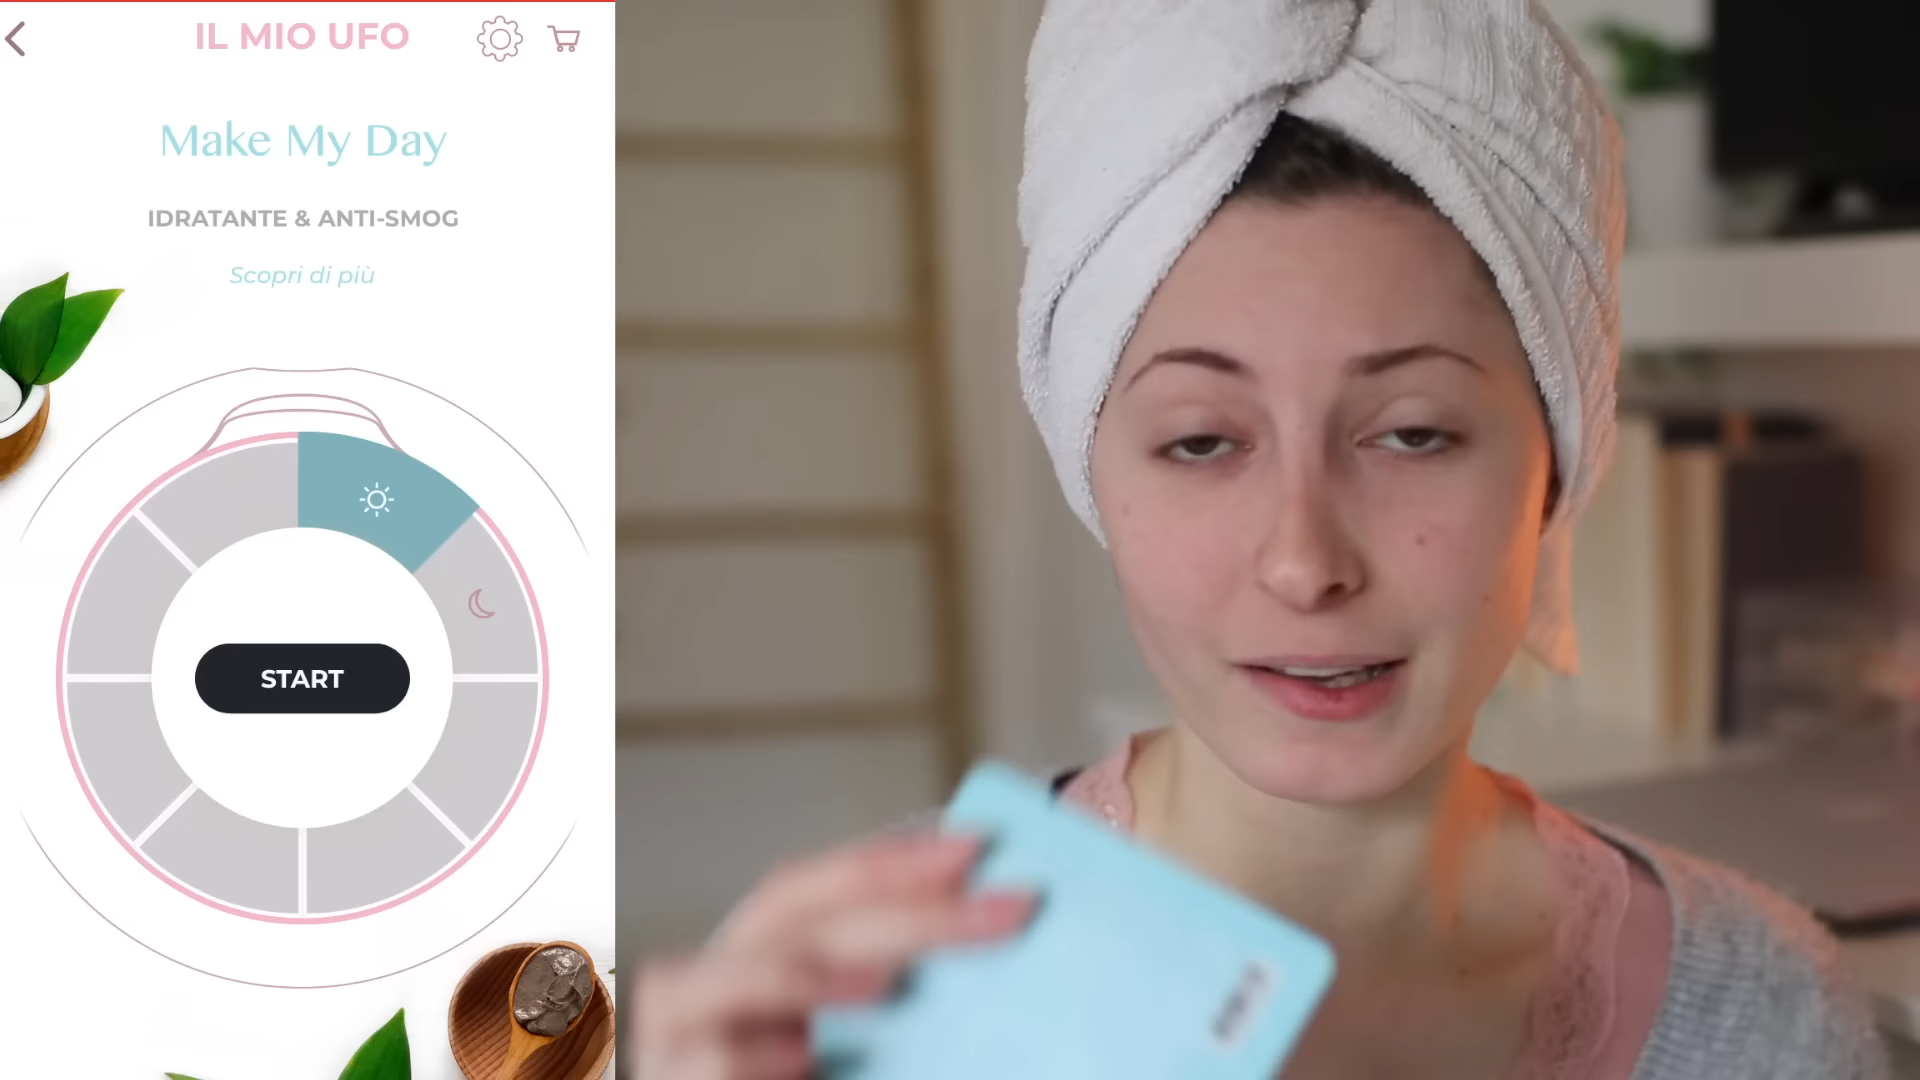 IL MIO UFO
Make My Day
IDRATANTE & ANTI-SMOG
Scopri di più
START